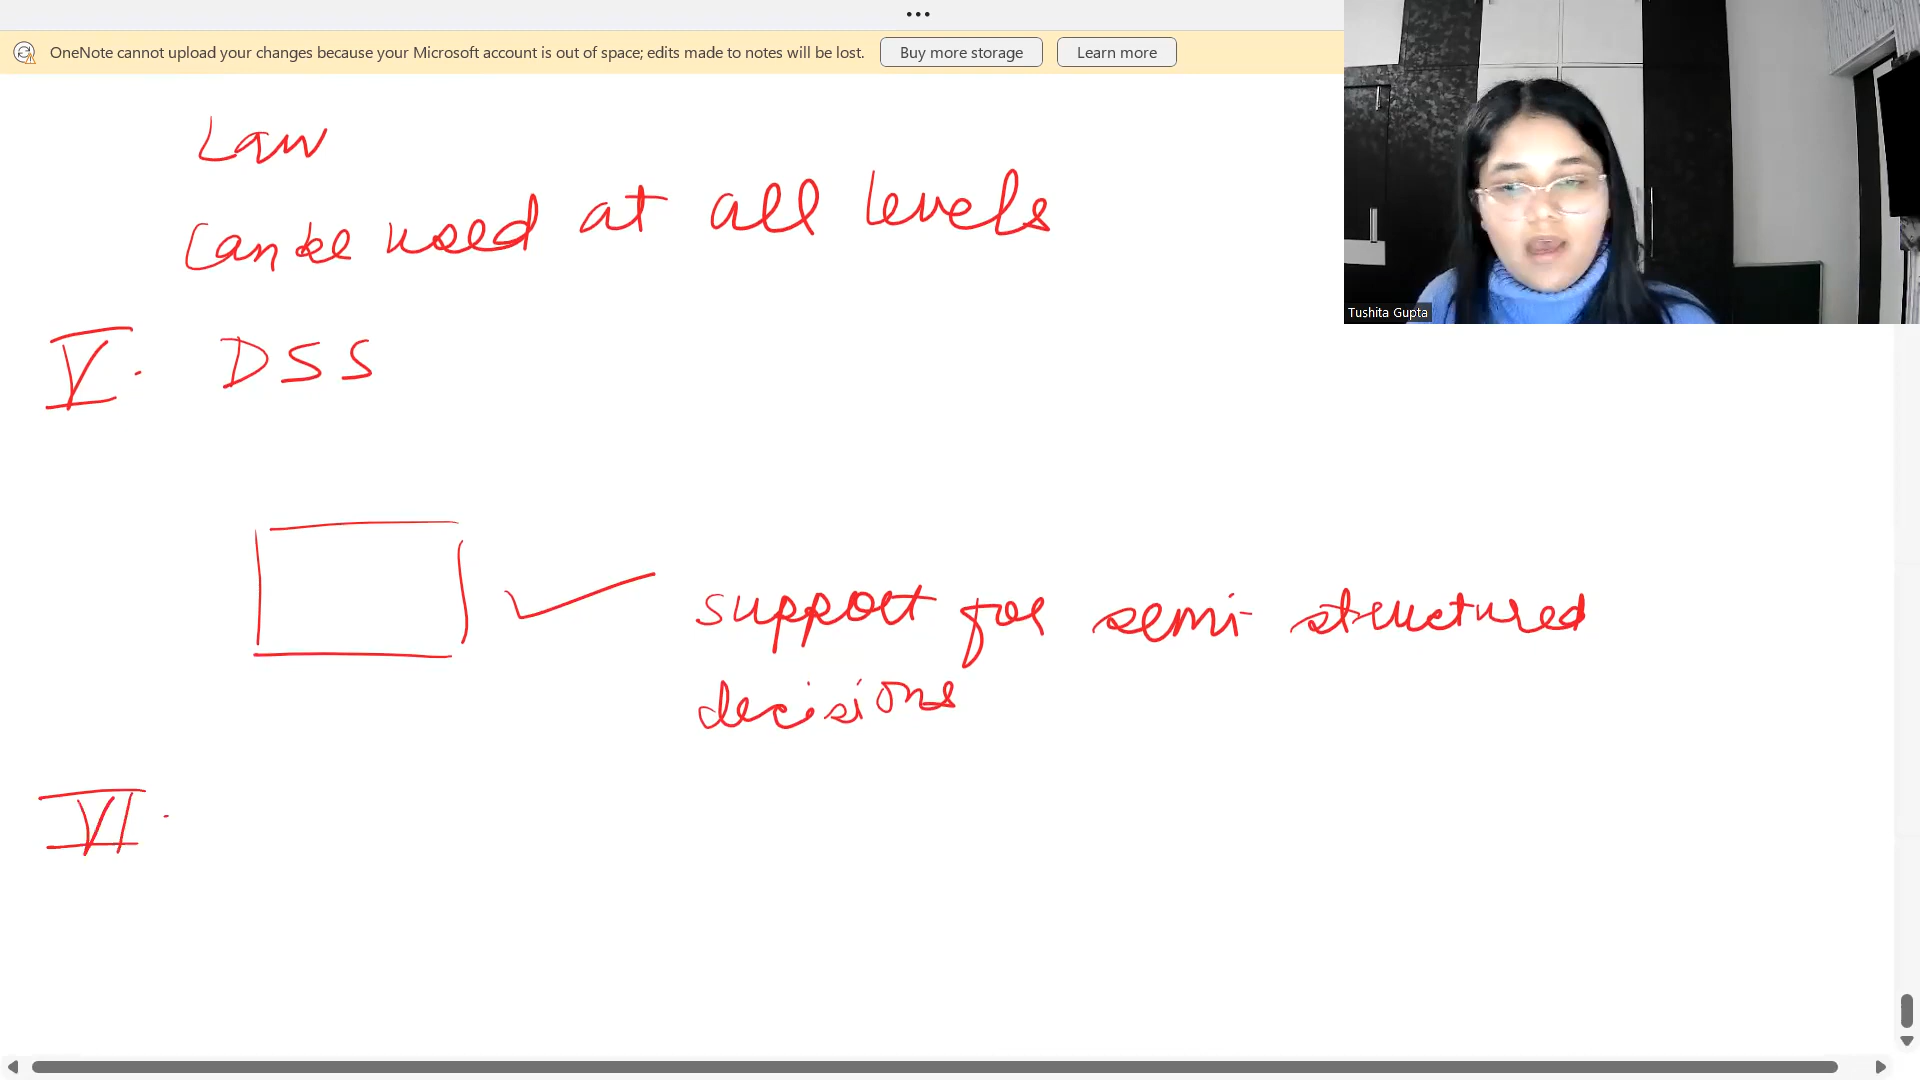 •••
OneNote cannot upload your changes because your Microsoft account is out of space; edits made to notes will be lost. Buy more storage Learn more
Law
Can be used at all levels
Tushita Gupta
V. DSS
support for semi- structured
decisions
VI.